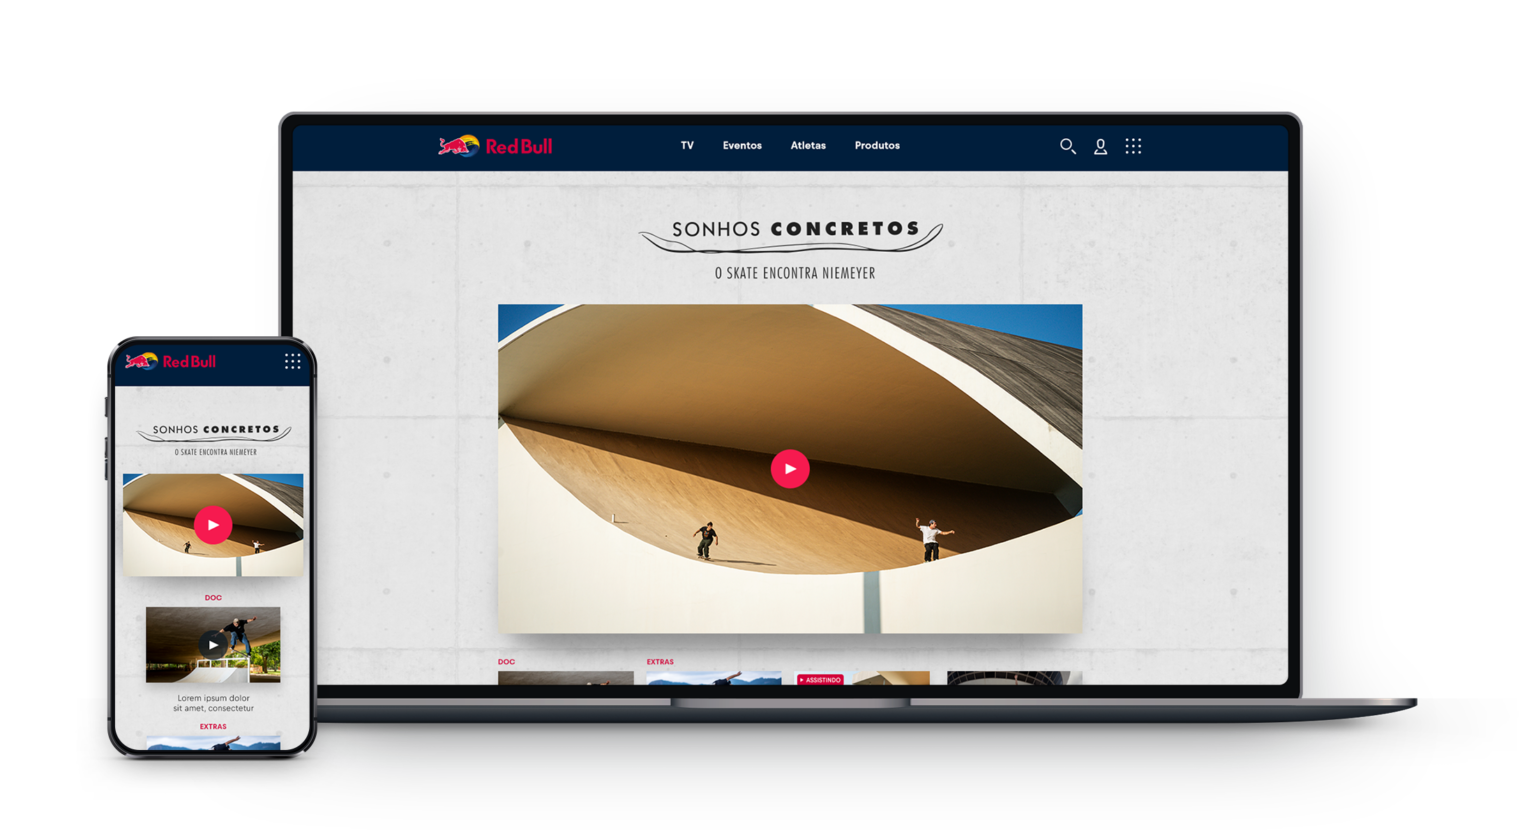 Red Bull
TV
Eventos
Atletas
Produtos
SONHOS CONCRETOS
O SKATE ENCONTRA NIEMEYER
DOC
EXTRAS
ASSISTINDO
Red Bull
SONHOS CONCRETOS
O SKATE ENCONTRA NIEMEYER
DOC
Lorem ipsum dolor
sit amet, consectetur
EXTRAS